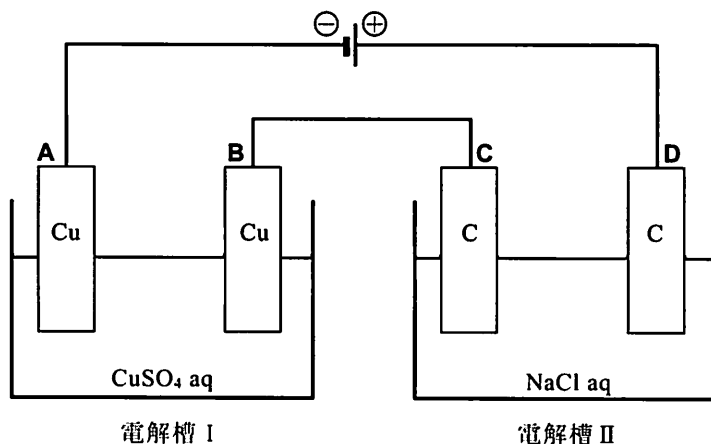 ⊖ ⊕
A B C D
Cu Cu C C
CuSO₄ aq NaCl aq
電解槽 I 電解槽 II